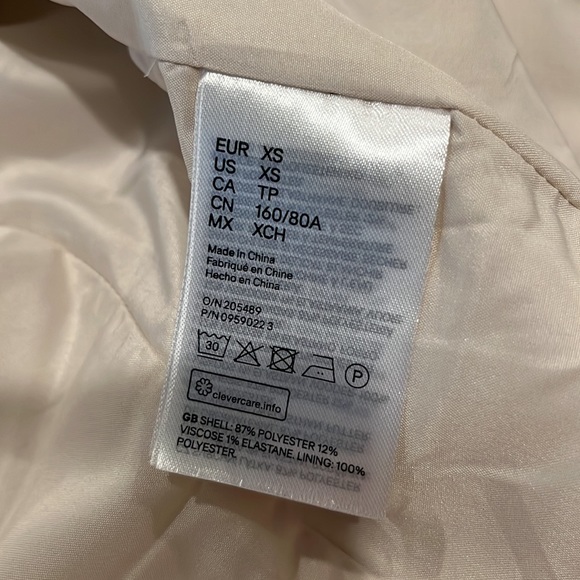 EUR XS
US XS
CA TP
CN 160/80A
MX XCH
Made in China
Fabriqué en Chine
Hecho en China
O/N 205489
P/N 0959022 3
30
P
clevercare.info
GB SHELL: 87% POLYESTER 12%
VISCOSE 1% ELASTANE. LINING: 100%
POLYESTER.